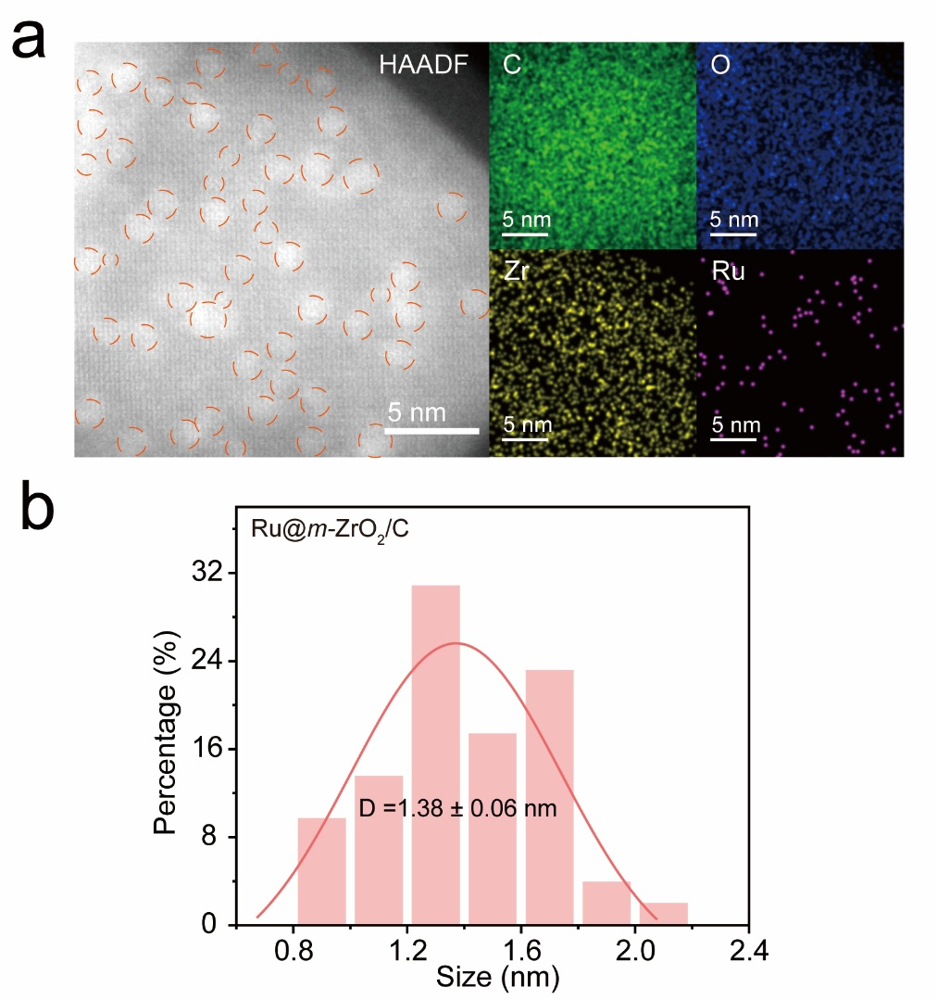 a
HAADF
C
O
5 nm
5 nm
Zr
Ru
5 nm
5 nm
5 nm
b
Ru@m-ZrO₂/C
32
24
16
8
0
Percentage (%)
D =1.38 ± 0.06 nm
0.8 1.2 1.6 2.0 2.4
Size (nm)